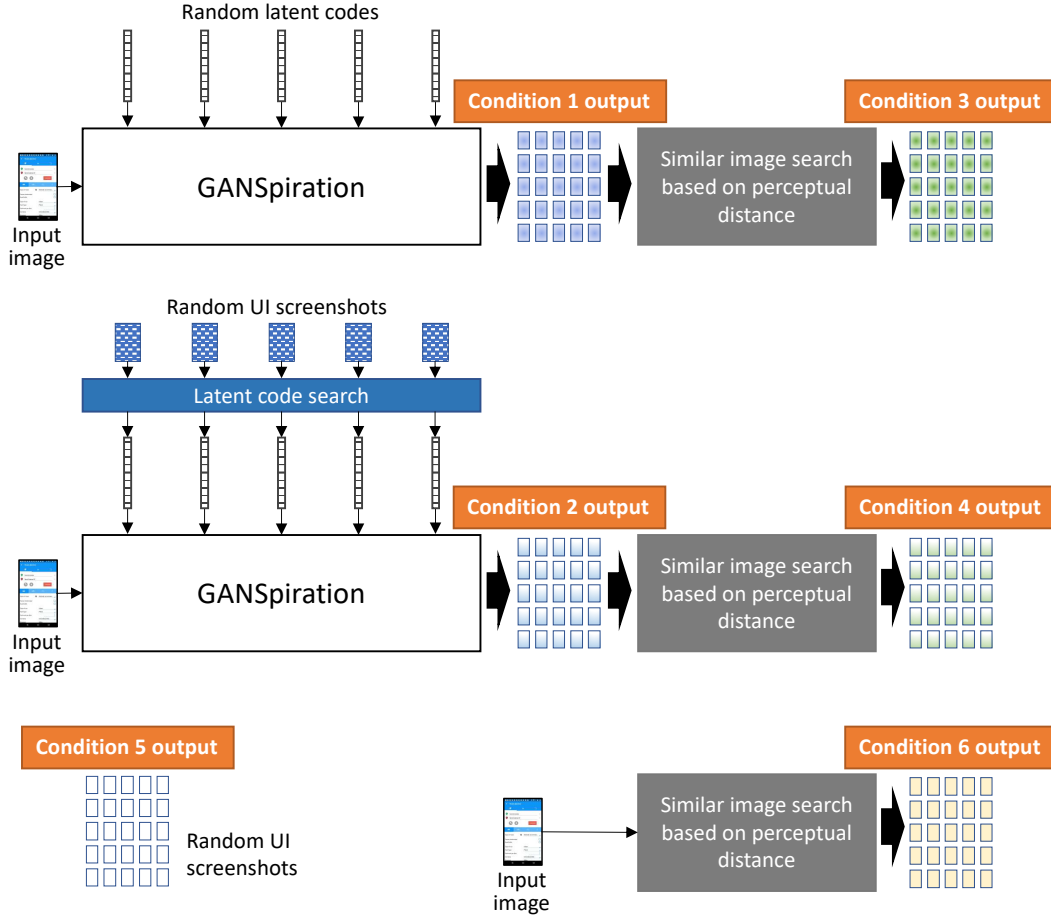 Random latent codes
Condition 1 output
Condition 3 output
GANSpiration
Similar image search
based on perceptual
distance
Input
image
Random UI screenshots
Latent code search
Condition 2 output
Condition 4 output
GANSpiration
Similar image search
based on perceptual
distance
Input
image
Condition 5 output
Condition 6 output
Random UI
screenshots
Similar image search
based on perceptual
distance
Input
image